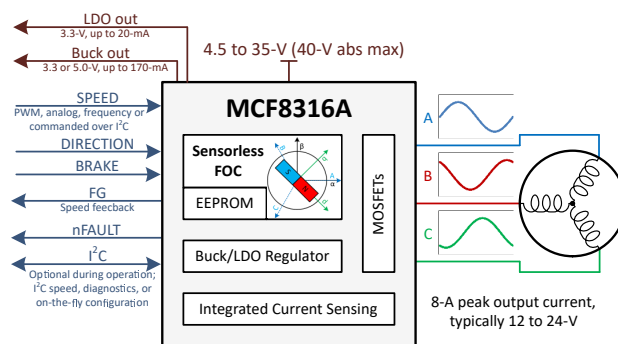 LDO out
3.3-V, up to 20-mA
Buck out
3.3 or 5.0-V, up to 170-mA
4.5 to 35-V (40-V abs max)
SPEED
PWM, analog, frequency or
commanded over I²C
DIRECTION
BRAKE
FG
Speed feecback
nFAULT
I²C
Optional during operation;
I²C speed, diagnostics, or
on-the-fly configuration
MCF8316A
Sensorless
FOC
EEPROM
β
A
α
S
MOSFETs
Buck/LDO Regulator
Integrated Current Sensing
A
B
C
8-A peak output current,
typically 12 to 24-V